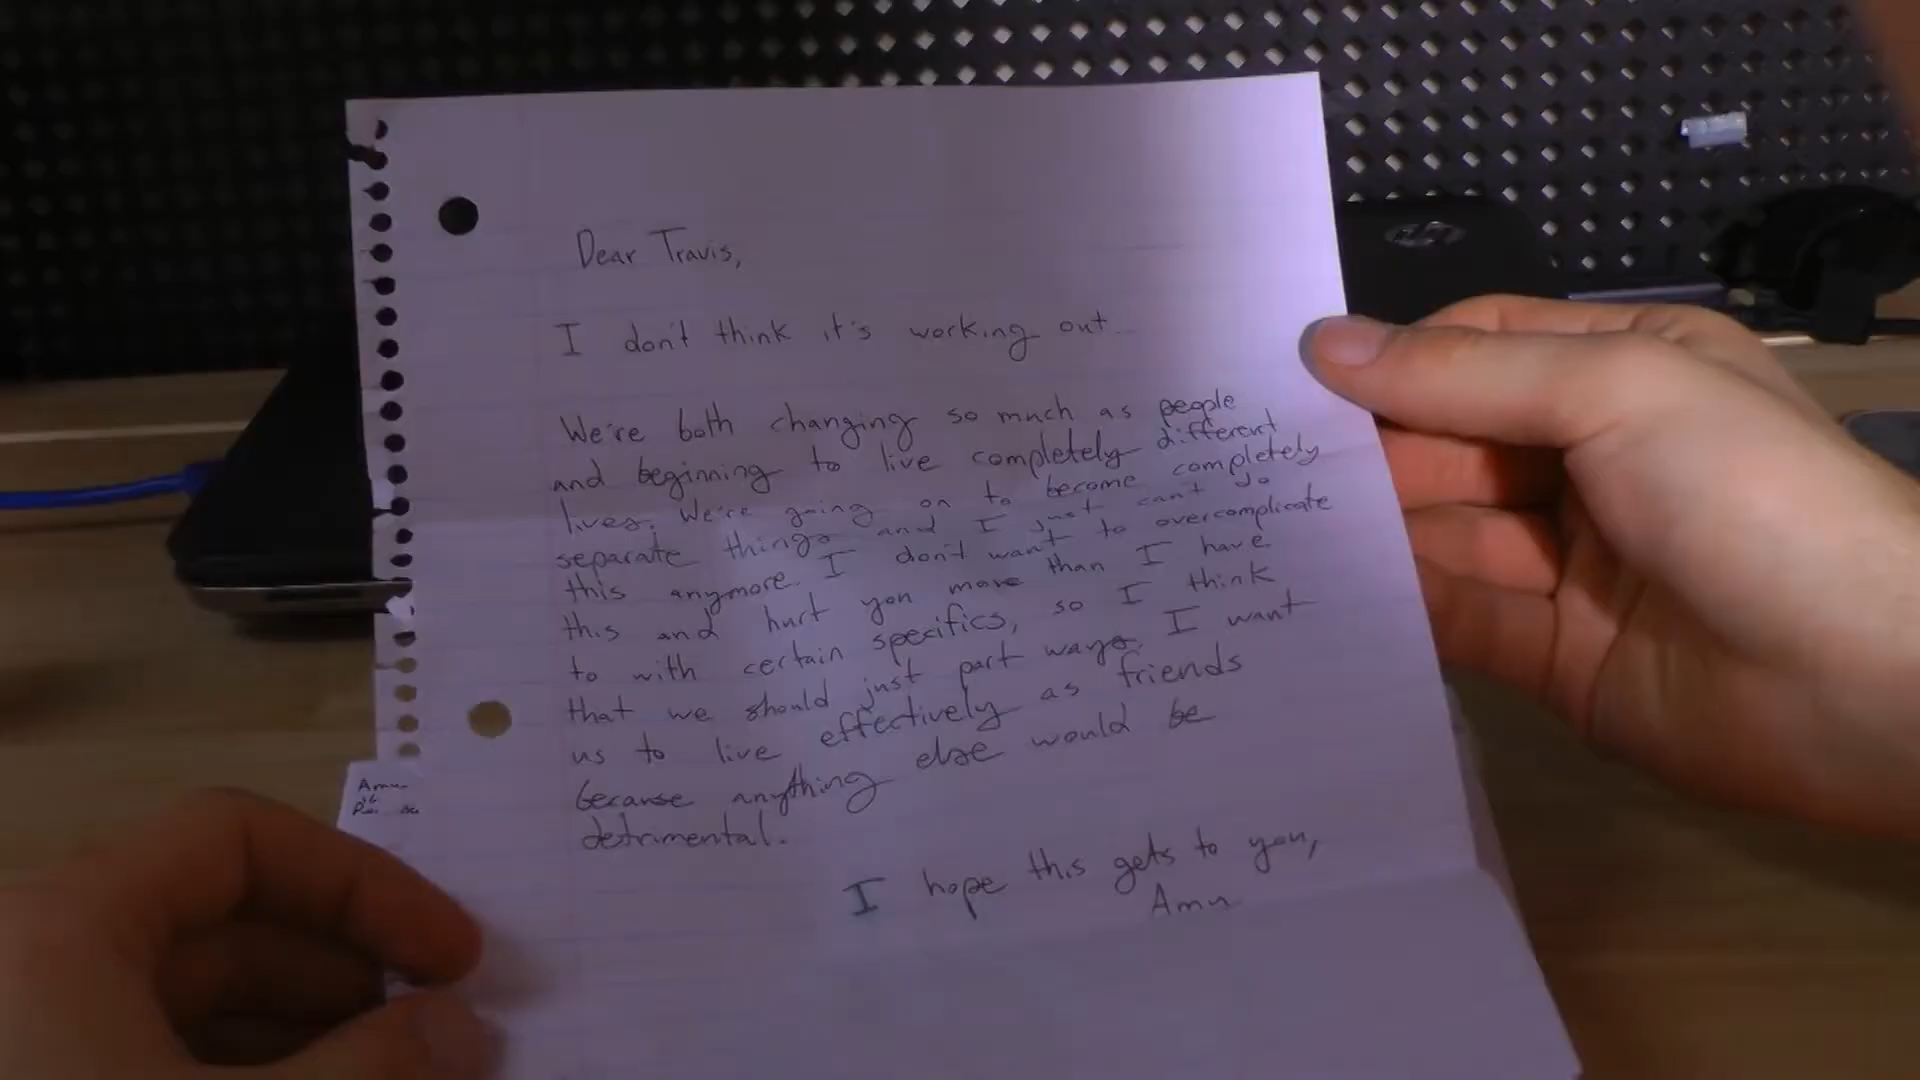 Dear Travis,
I don't think it's working out...
We're both changing so much as people
and beginning to live completely different
lives. We're going on to become completely
separate things and I just can't do
this anymore. I don't want to overcomplicate
this and hurt you more than I have
to with certain specifics, so I think
that we should just part ways. I want
us to live effectively as friends
because anything else would be
detrimental.
I hope this gets to you,
Amu
hp